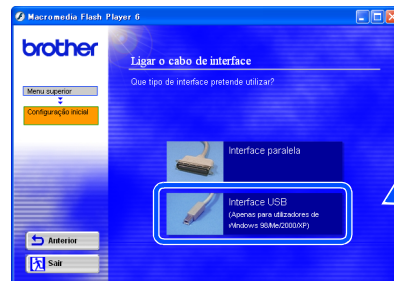 Macromedia Flash Player 6
brother
Ligar o cabo de interface
Que tipo de interface pretende utilizar?
Menu superior
Configuração inicial
Interface paralela
Interface USB
(Apenas para utilizadores de
Windows 98/Me/2000/XP)
Anterior
Sair